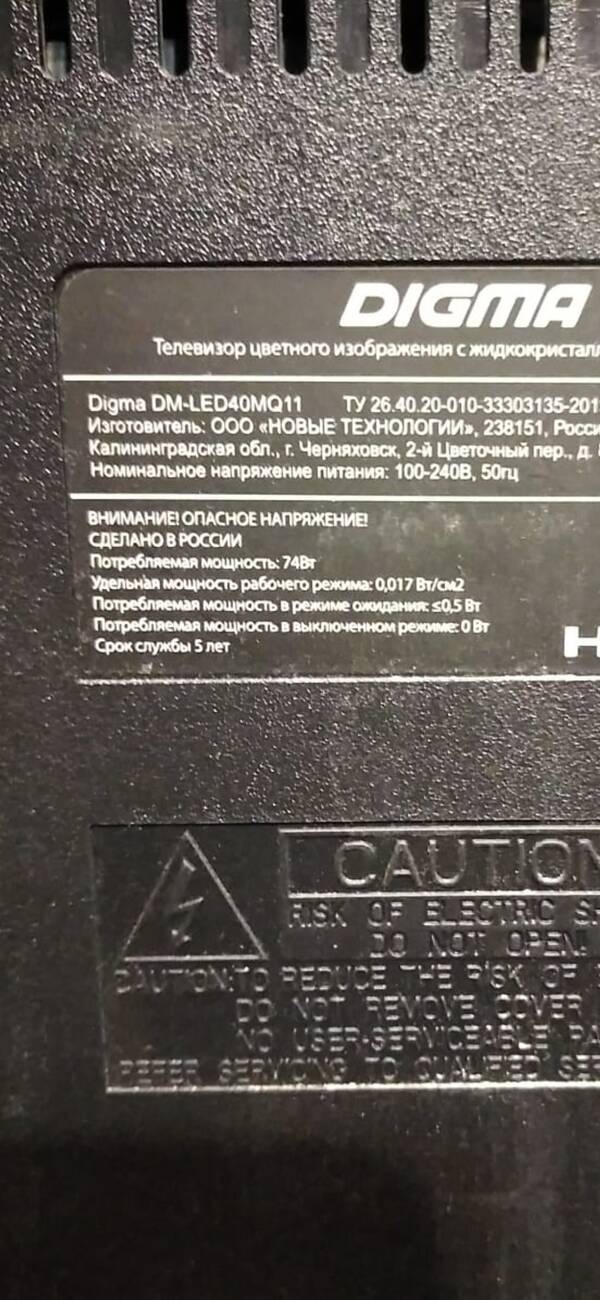 DIGMA
Телевизор цветного изображения с жидкокристалл
Digma DM-LED40MQ11 ТУ 26.40.20-010-33303135-201
Изготовитель: ООО «НОВЫЕ ТЕХНОЛОГИИ», 238151, Росси
Калининградская обл., г. Черняховск, 2-й Цветочный пер., д.
Номинальное напряжение питания: 100-240В, 50гц
ВНИМАНИЕ! ОПАСНОЕ НАПРЯЖЕНИЕ!
СДЕЛАНО В РОССИИ
Потребляемая мощность: 74Вт
Удельная мощность рабочего режима: 0,017 Вт/см2
Потребляемая мощность в режиме ожидания: ≤0,5 Вт
Потребляемая мощность в выключенном режиме: 0 Вт
Срок службы 5 лет
H
CAUTION
RISK OF ELECTRIC SH
DO NOT OPEN!
CAUTION:TO REDUCE THE RISK OF
DO NOT REMOVE COVER
NO USER-SERVICEABLE PA
REFER SERVICING TO QUALIFIED SER